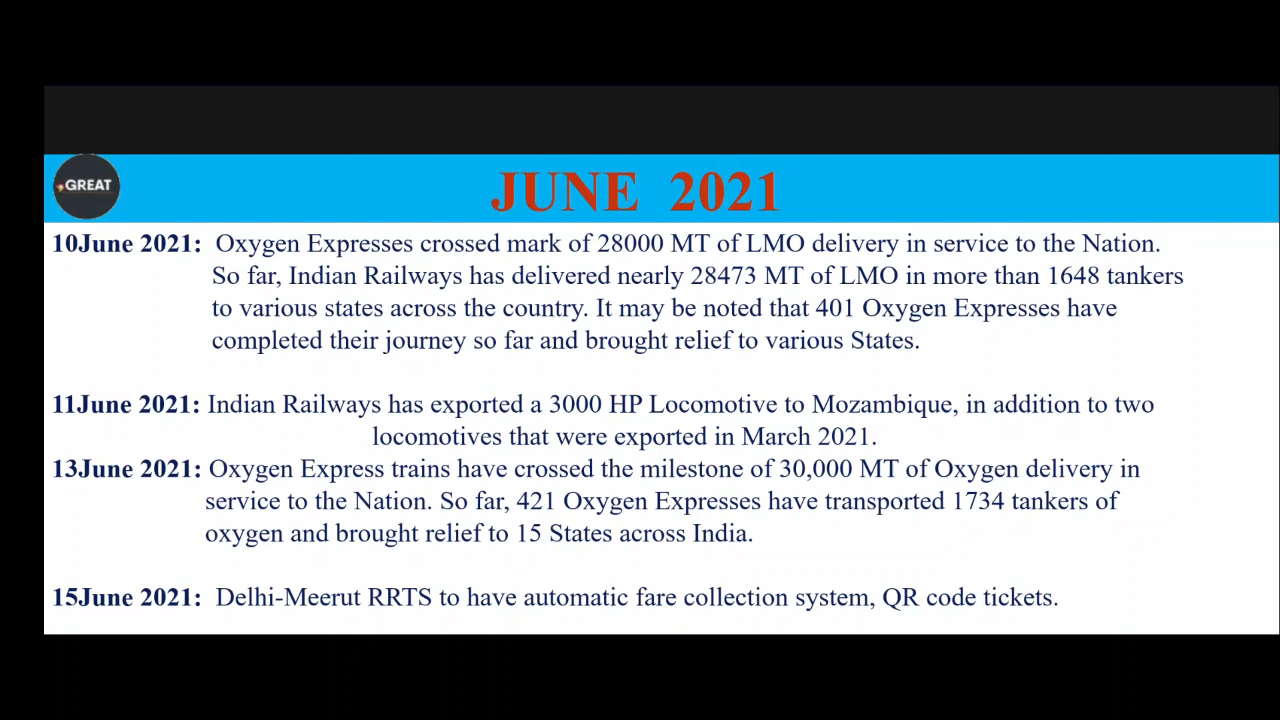 GREAT
JUNE 2021
10June 2021: Oxygen Expresses crossed mark of 28000 MT of LMO delivery in service to the Nation.
So far, Indian Railways has delivered nearly 28473 MT of LMO in more than 1648 tankers
to various states across the country. It may be noted that 401 Oxygen Expresses have
completed their journey so far and brought relief to various States.
11June 2021: Indian Railways has exported a 3000 HP Locomotive to Mozambique, in addition to two
locomotives that were exported in March 2021.
13June 2021: Oxygen Express trains have crossed the milestone of 30,000 MT of Oxygen delivery in
service to the Nation. So far, 421 Oxygen Expresses have transported 1734 tankers of
oxygen and brought relief to 15 States across India.
15June 2021: Delhi-Meerut RRTS to have automatic fare collection system, QR code tickets.